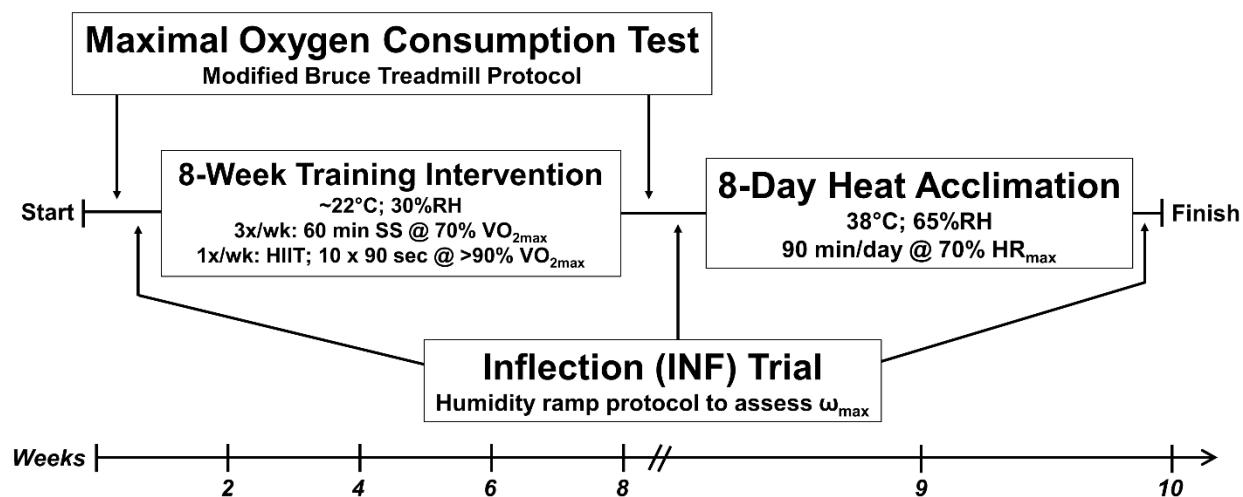 Maximal Oxygen Consumption Test
Modified Bruce Treadmill Protocol
Start
8-Week Training Intervention
~22°C; 30%RH
3x/wk: 60 min SS @ 70% VO₂max
1x/wk: HIIT; 10 x 90 sec @ >90% VO₂max
8-Day Heat Acclimation
38°C; 65%RH
90 min/day @ 70% HRmax
Finish
Inflection (INF) Trial
Humidity ramp protocol to assess ωmax
Weeks
2 4 6 8 9 10